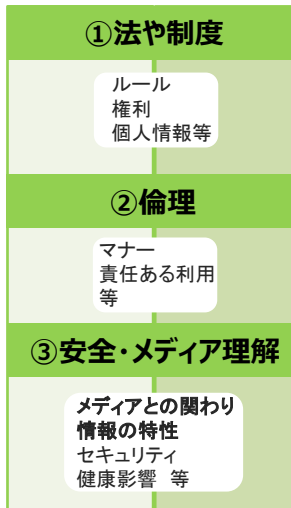 ①法や制度
ルール
権利
個人情報等
②倫理
マナー
責任ある利用
等
③安全・メディア理解
メディアとの関わり
情報の特性
セキュリティ
健康影響　等